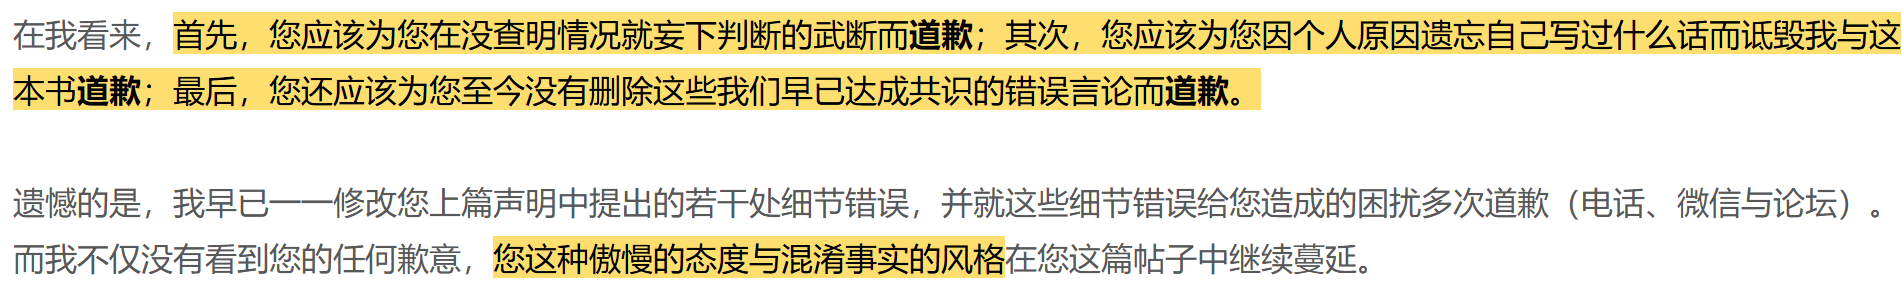 在我看来，首先，您应该为您在没查明情况就妄下判断的武断而道歉；其次，您应该为您因个人原因遗忘自己写过什么话而诋毁我与这
本书道歉；最后，您还应该为您至今没有删除这些我们早已达成共识的错误言论而道歉。
遗憾的是，我早已一一修改您上篇声明中提出的若干处细节错误，并就这些细节错误给您造成的困扰多次道歉（电话、微信与论坛）。
而我不仅没有看到您的任何歉意，您这种傲慢的态度与混淆事实的风格在您这篇帖子中继续蔓延。